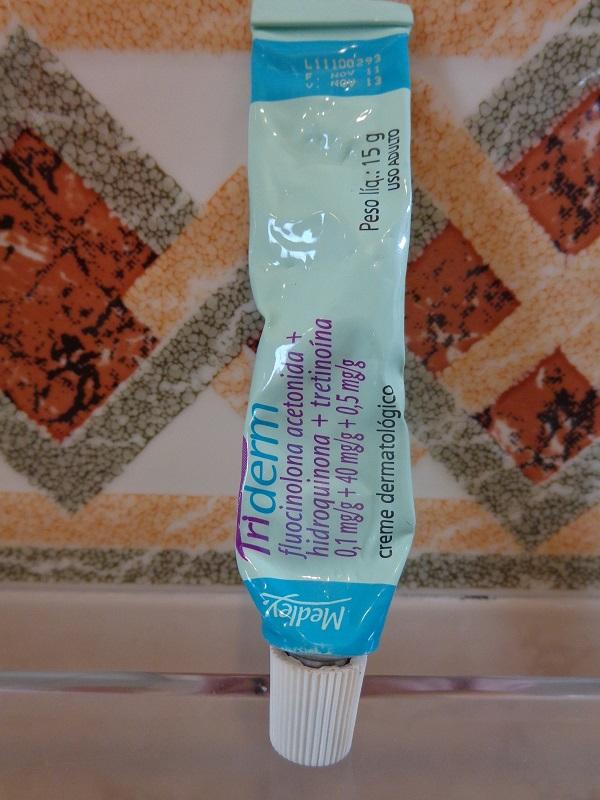 L11100293
F NOV 11
V. NOV 13
Peso líq.: 15 g
USO ADULTO
Triderm
fluocinolona acetonida +
hidroquinona + tretinoína
0,1 mg/g + 40 mg/g + 0,5 mg/g
creme dermatológico
Medley